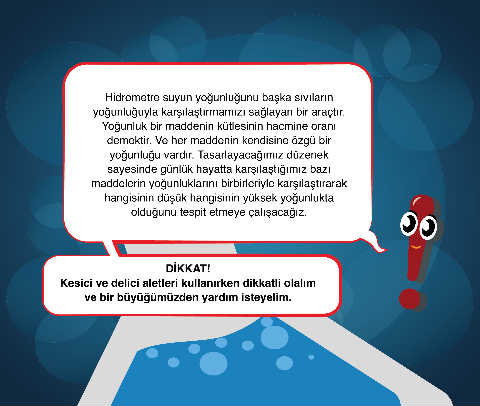 Hidrometre suyun yoğunluğunu başka sıvıların
yoğunluğuyla karşılaştırmamızı sağlayan bir araçtır.
Yoğunluk bir maddenin kütlesinin hacmine oranı
demektir. Ve her maddenin kendisine özgü bir
yoğunluğu vardır. Tasarlayacağımız düzenek
sayesinde günlük hayatta karşılaştığımız bazı
maddelerin yoğunluklarını birbirleriyle karşılaştırarak
hangisinin düşük hangisinin yüksek yoğunlukta
olduğunu tespit etmeye çalışacağız.
DİKKAT!
Kesici ve delici aletleri kullanırken dikkatli olalım
ve bir büyüğümüzden yardım isteyelim.